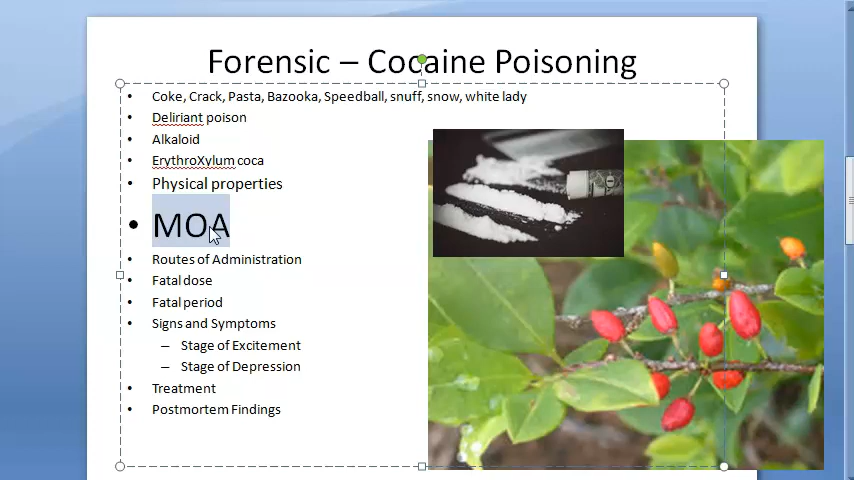 Forensic – Cocaine Poisoning
• Coke, Crack, Pasta, Bazooka, Speedball, snuff, snow, white lady
• Deliriant poison
• Alkaloid
• ErythroXylum coca
• Physical properties
• MOA
• Routes of Administration
• Fatal dose
• Fatal period
• Signs and Symptoms
– Stage of Excitement
– Stage of Depression
• Treatment
• Postmortem Findings